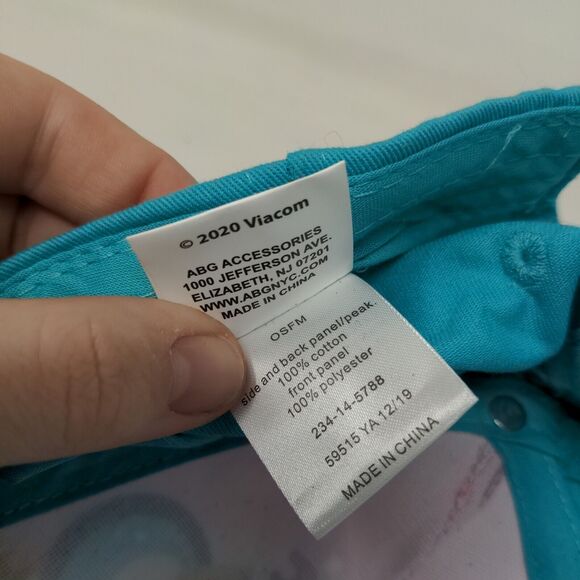 © 2020 Viacom
ABG ACCESSORIES
1000 JEFFERSON AVE.
ELIZABETH, NJ 07201
WWW.ABGNYC.COM
MADE IN CHINA
OSFM
side and back panel/peak.
100% cotton
front panel
100% polyester
234-14-5788
59515 YA 12/19
MADE IN CHINA